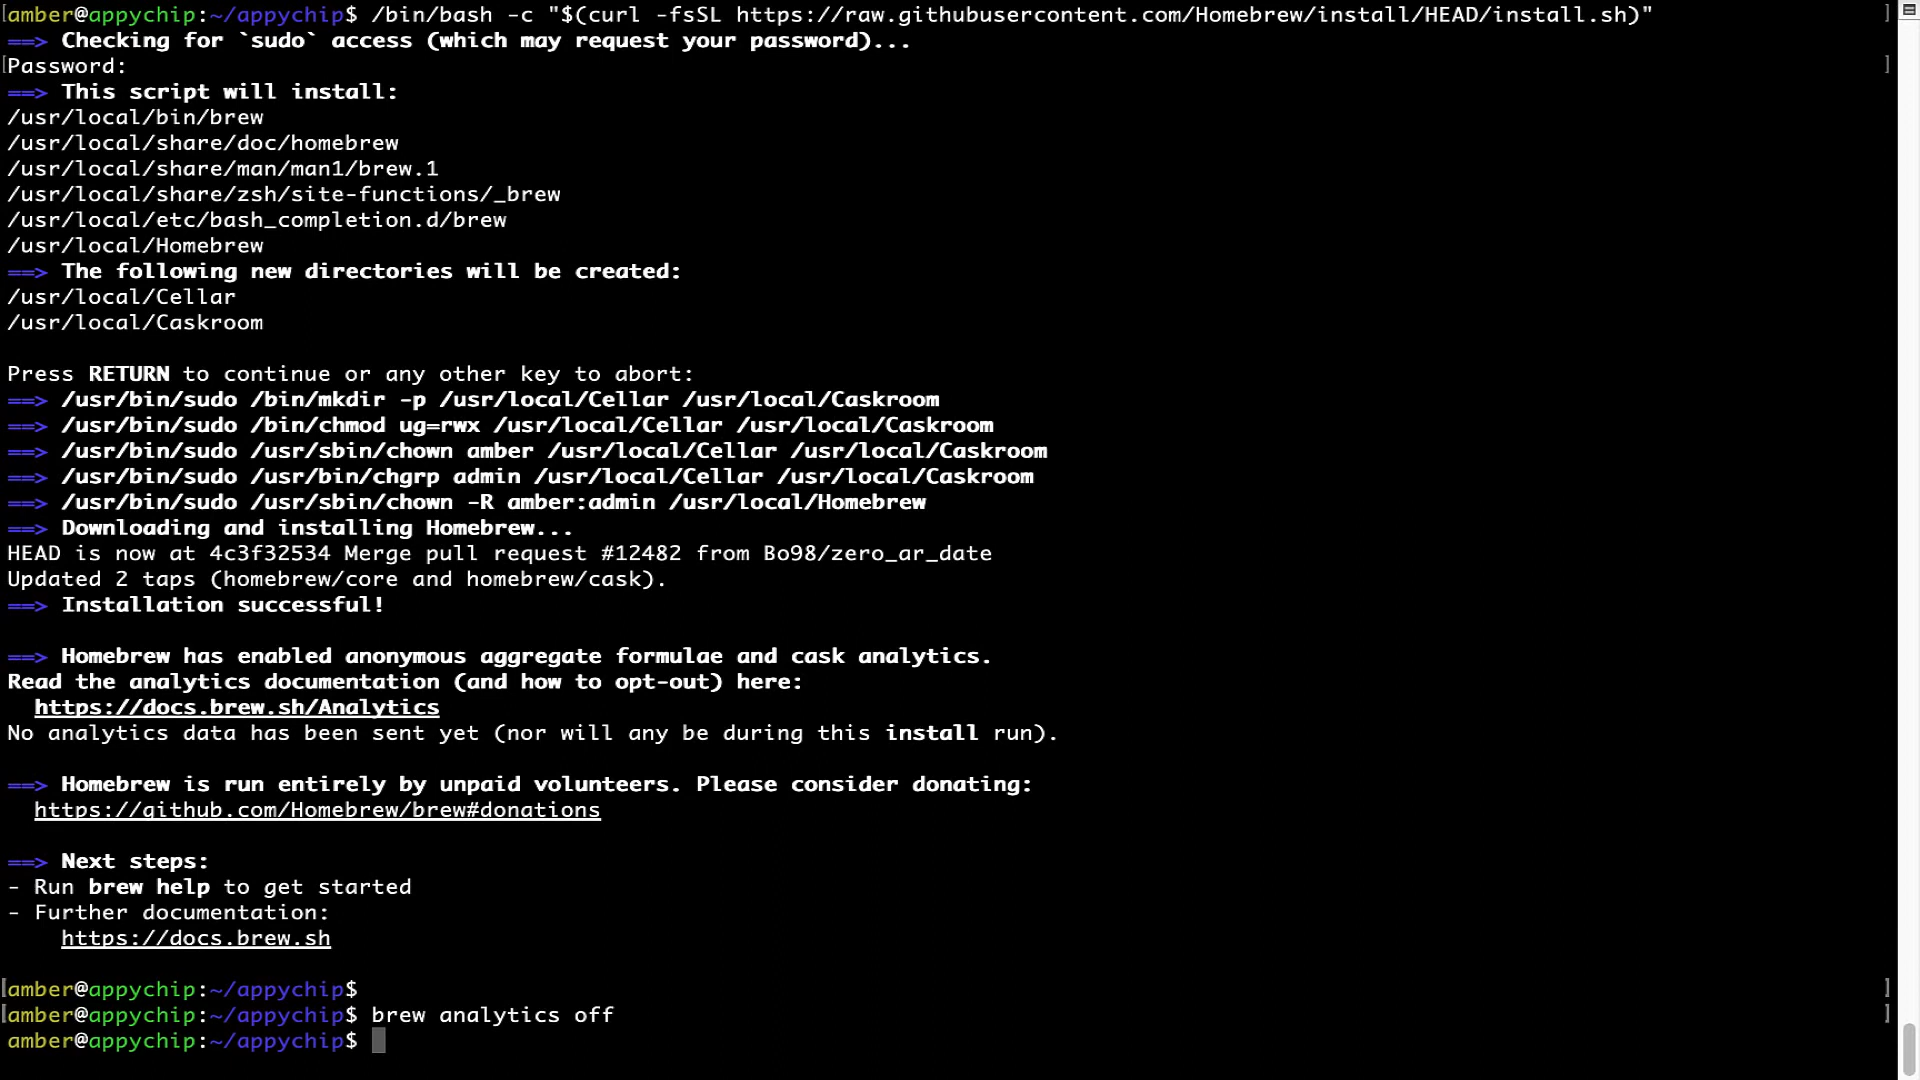 amber@appychip:~/appychip$ /bin/bash -c "$(curl -fsSL https://raw.githubusercontent.com/Homebrew/install/HEAD/install.sh)"
==> Checking for `sudo` access (which may request your password)...
Password:
==> This script will install:
/usr/local/bin/brew
/usr/local/share/doc/homebrew
/usr/local/share/man/man1/brew.1
/usr/local/share/zsh/site-functions/_brew
/usr/local/etc/bash_completion.d/brew
/usr/local/Homebrew
==> The following new directories will be created:
/usr/local/Cellar
/usr/local/Caskroom
Press RETURN to continue or any other key to abort:
==> /usr/bin/sudo /bin/mkdir -p /usr/local/Cellar /usr/local/Caskroom
==> /usr/bin/sudo /bin/chmod ug=rwx /usr/local/Cellar /usr/local/Caskroom
==> /usr/bin/sudo /usr/sbin/chown amber /usr/local/Cellar /usr/local/Caskroom
==> /usr/bin/sudo /usr/bin/chgrp admin /usr/local/Cellar /usr/local/Caskroom
==> /usr/bin/sudo /usr/sbin/chown -R amber:admin /usr/local/Homebrew
==> Downloading and installing Homebrew...
HEAD is now at 4c3f32534 Merge pull request #12482 from Bo98/zero_ar_date
Updated 2 taps (homebrew/core and homebrew/cask).
==> Installation successful!
==> Homebrew has enabled anonymous aggregate formulae and cask analytics.
Read the analytics documentation (and how to opt-out) here:
https://docs.brew.sh/Analytics
No analytics data has been sent yet (nor will any be during this install run).
==> Homebrew is run entirely by unpaid volunteers. Please consider donating:
https://github.com/Homebrew/brew#donations
==> Next steps:
- Run brew help to get started
- Further documentation:
https://docs.brew.sh
amber@appychip:~/appychip$
amber@appychip:~/appychip$ brew analytics off
amber@appychip:~/appychip$